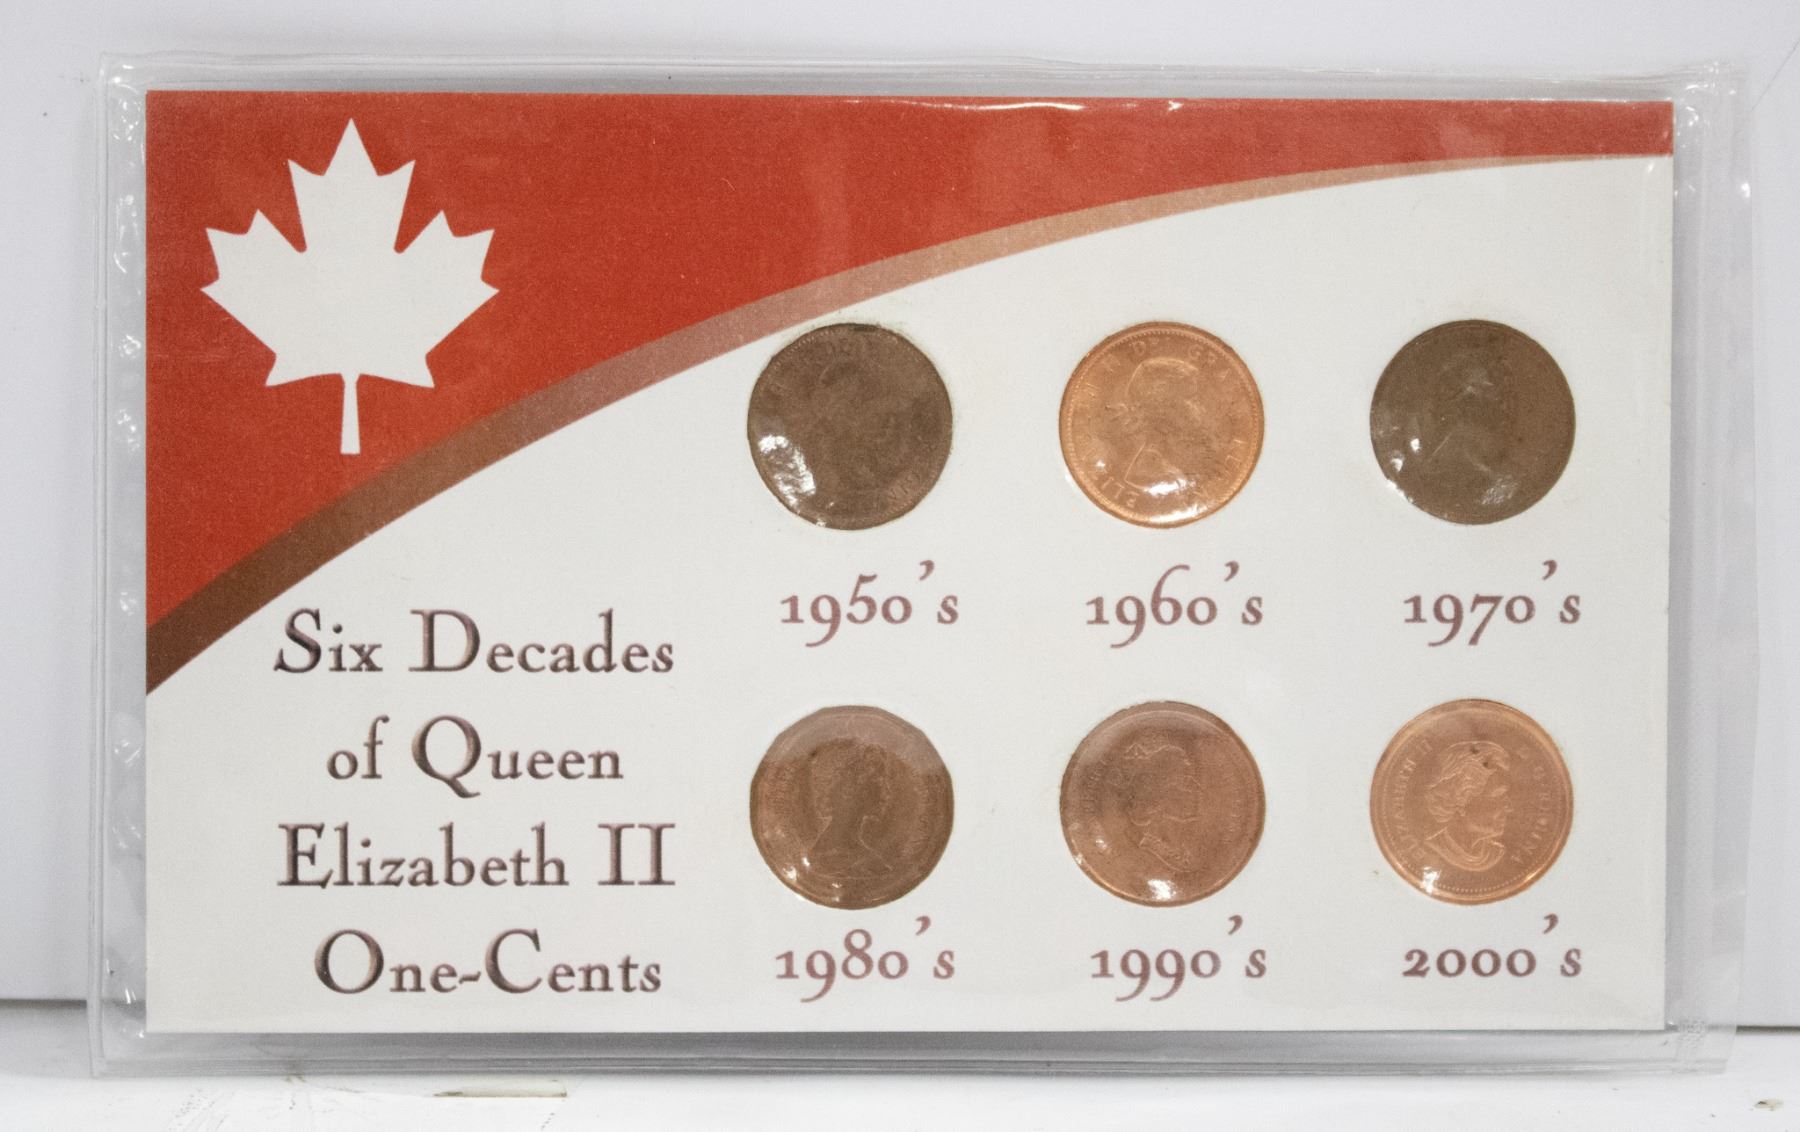 Six Decades
of Queen
Elizabeth II
One-Cents
1950's
1960's
1970's
1980's
1990's
2000's